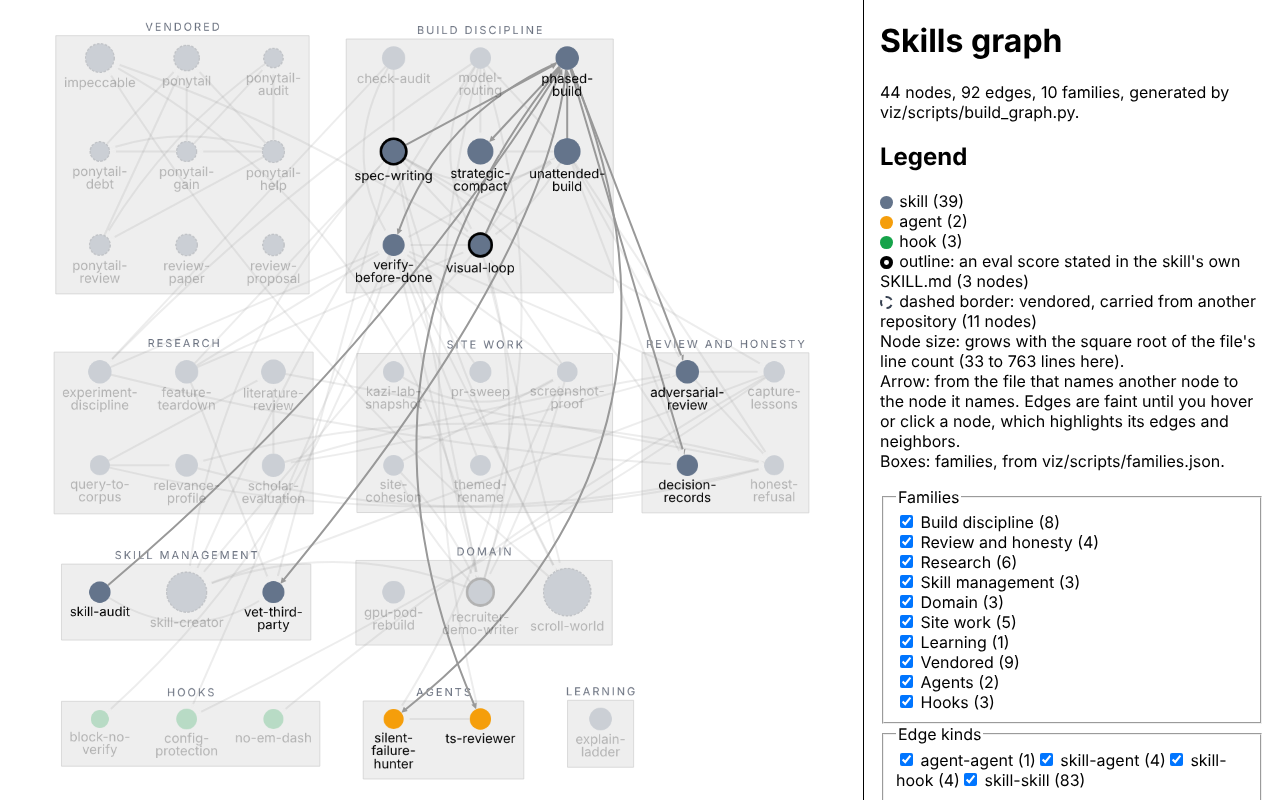 VENDORED
impeccable
ponytail
ponytail-
audit
ponytail-
debt
ponytail-
gain
ponytail-
help
ponytail-
review
review-
paper
review-
proposal
BUILD DISCIPLINE
check-audit
model-
routing
phased-
build
spec-writing
strategic-
compact
unattended-
build
verify-
before-done
visual-loop
RESEARCH
experiment-
discipline
feature-
teardown
literature-
review
query-to-
corpus
relevance-
profile
scholar-
evaluation
SITE WORK
kazi-lab-
snapshot
pr-sweep
screenshot-
proof
site-
cohesion
themed-
rename
REVIEW AND HONESTY
adversarial-
review
capture-
lessons
decision-
records
honest-
refusal
SKILL MANAGEMENT
skill-audit
skill-creator
vet-third-
party
DOMAIN
gpu-pod-
rebuild
recruiter-
demo-writer
scroll-world
HOOKS
block-no-
verify
config-
protection
no-em-dash
AGENTS
silent-
failure-
hunter
ts-reviewer
LEARNING
explain-
ladder
Skills graph
44 nodes, 92 edges, 10 families, generated by
viz/scripts/build_graph.py.
Legend
skill (39)
agent (2)
hook (3)
outline: an eval score stated in the skill's own
SKILL.md (3 nodes)
dashed border: vendored, carried from another
repository (11 nodes)
Node size: grows with the square root of the file's
line count (33 to 763 lines here).
Arrow: from the file that names another node to
the node it names. Edges are faint until you hover
or click a node, which highlights its edges and
neighbors.
Boxes: families, from viz/scripts/families.json.
Families
Build discipline (8)
Review and honesty (4)
Research (6)
Skill management (3)
Domain (3)
Site work (5)
Learning (1)
Vendored (9)
Agents (2)
Hooks (3)
Edge kinds
agent-agent (1) skill-agent (4) skill-
hook (4) skill-skill (83)